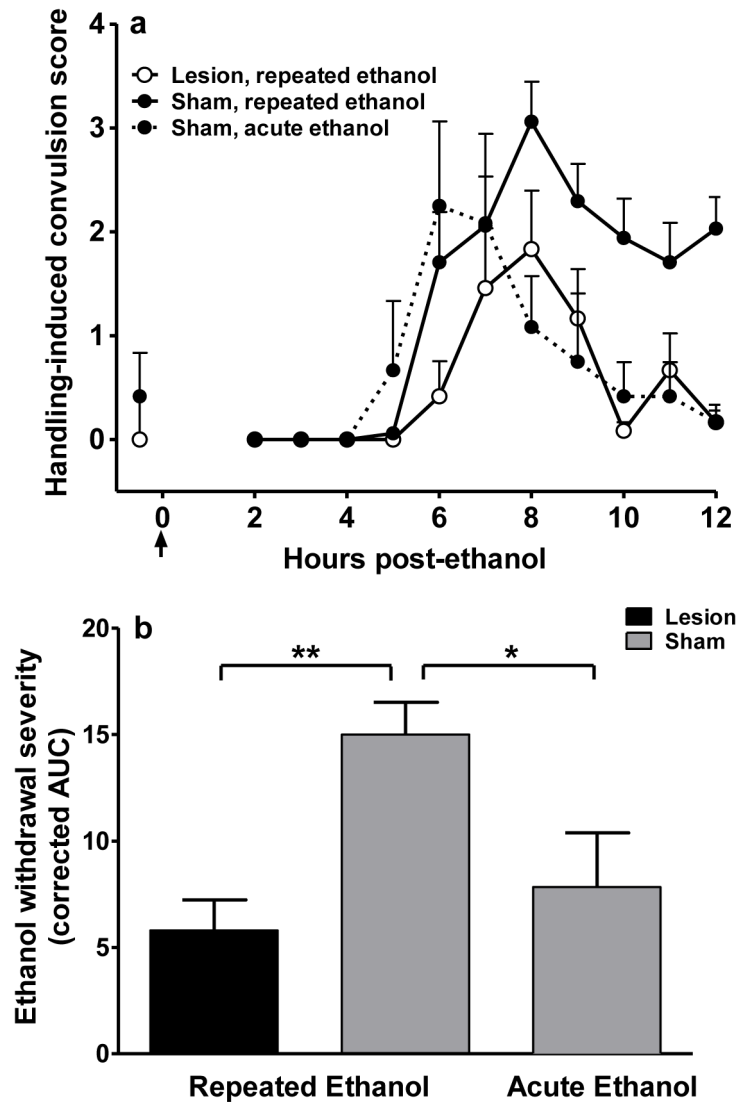 a
4
3
2
1
0
Handling-induced convulsion score
Lesion, repeated ethanol
Sham, repeated ethanol
Sham, acute ethanol
0 2 4 6 8 10 12
Hours post-ethanol
b
Lesion
Sham
20
15
10
5
0
Ethanol withdrawal severity
(corrected AUC)
** *
Repeated Ethanol Acute Ethanol